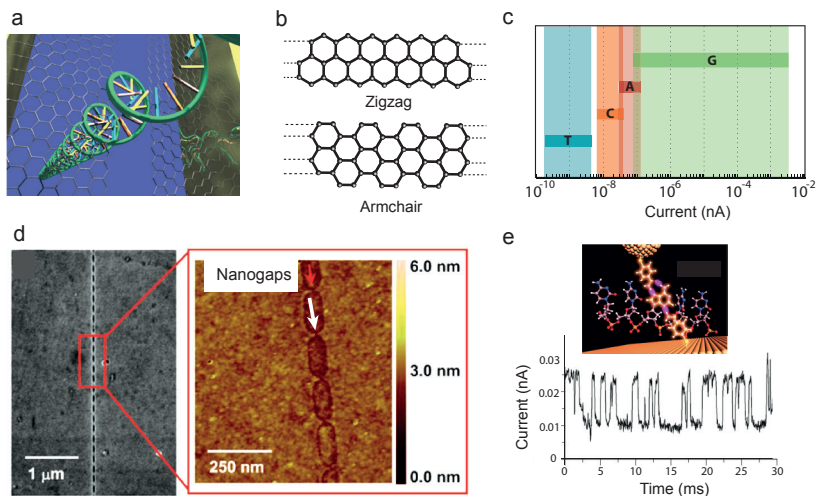 a
b
c
Zigzag
Armchair
G
A
C
T
10-10
10-8
10-6
10-4
10-2
Current (nA)
d
Nanogaps
6.0 nm
3.0 nm
0.0 nm
1 μm
250 nm
e
Current (nA)
0.03
0.02
0.01
0
0
5
10
15
20
25
30
Time (ms)